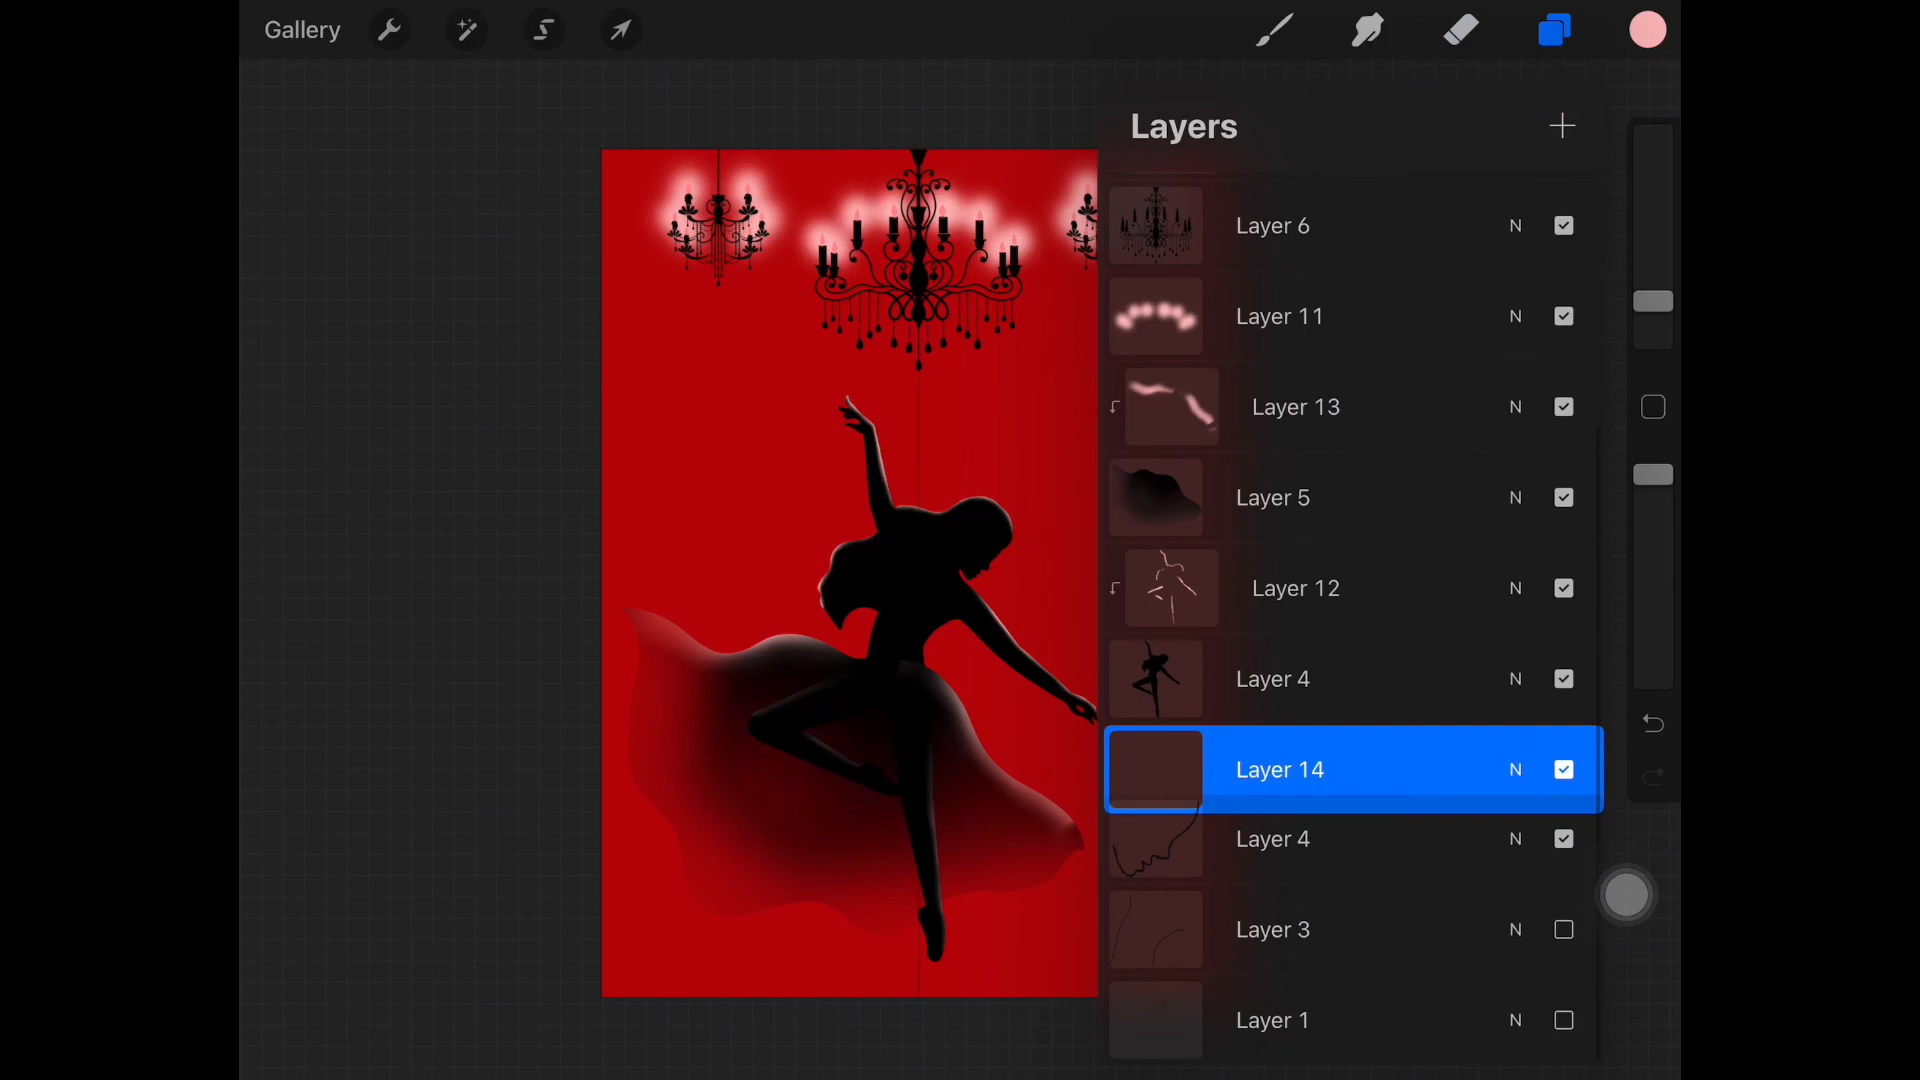 Gallery
Layers
Layer 6 N
Layer 11 N
Layer 13 N
Layer 5 N
Layer 12 N
Layer 4 N
Layer 14 N
Layer 4 N
Layer 3 N
Layer 1 N